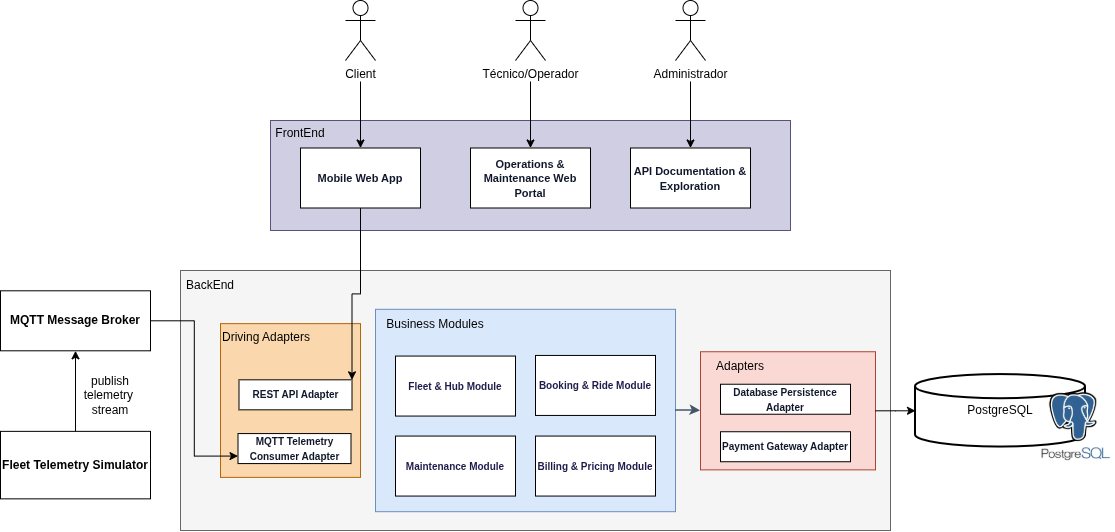 Client
Técnico/Operador
Administrador
FrontEnd
Mobile Web App
Operations &
Maintenance Web
Portal
API Documentation &
Exploration
BackEnd
MQTT Message Broker
publish
telemetry
stream
Fleet Telemetry Simulator
Driving Adapters
REST API Adapter
MQTT Telemetry
Consumer Adapter
Business Modules
Fleet & Hub Module
Booking & Ride Module
Maintenance Module
Billing & Pricing Module
Adapters
Database Persistence
Adapter
Payment Gateway Adapter
PostgreSQL
PostgreSQL